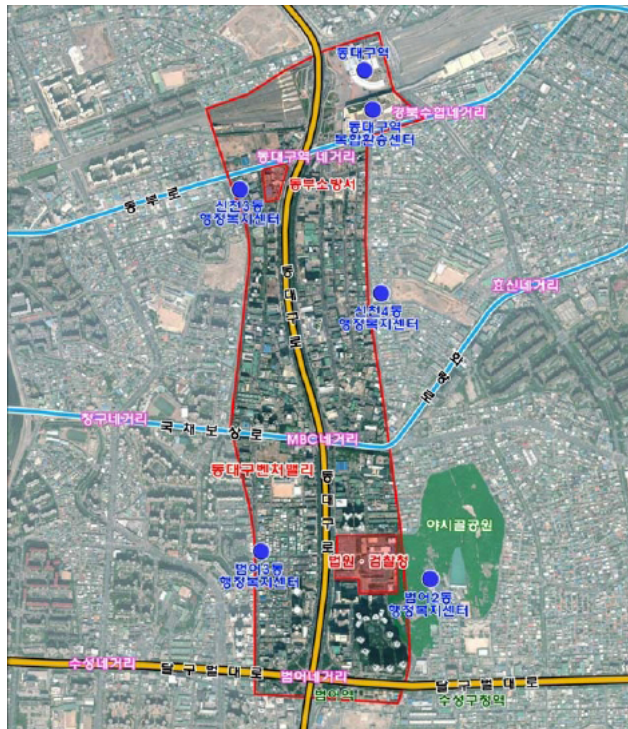 동대구역
경북수협네거리
동대구역
복합환승센터
동대구역 네거리
동부소방서
동부로
신천3동
행정복지센터
동대구로
신천4동
행정복지센터
효신네거리
화랑로
청구네거리
국채보상로
MBC네거리
동대구벤처밸리
동대구로
야시골공원
법원·검찰청
범어3동
행정복지센터
범어2동
행정복지센터
수성네거리
달구벌대로
범어네거리
달구벌대로
범어역
수성구청역